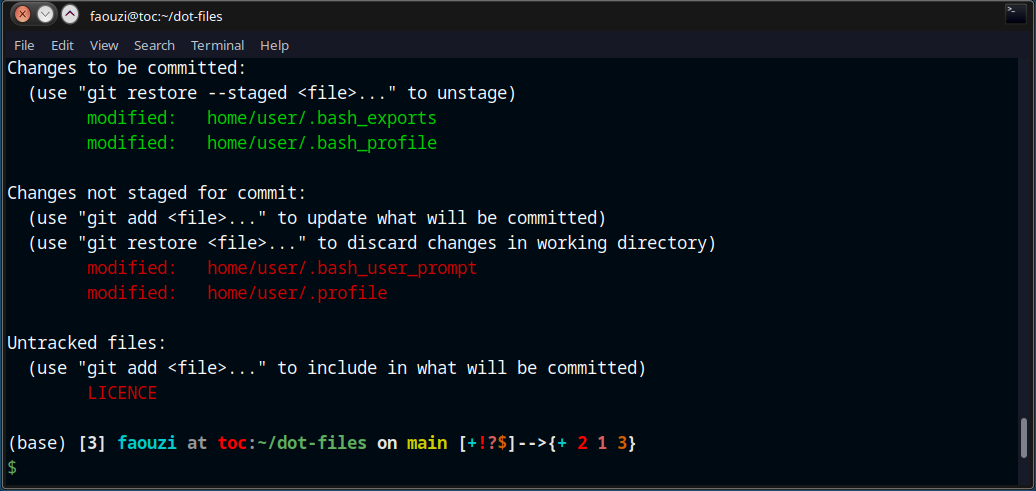 faouzi@toc:~/dot-files
File Edit View Search Terminal Help
Changes to be committed:
  (use "git restore --staged <file>..." to unstage)
        modified:   home/user/.bash_exports
        modified:   home/user/.bash_profile

Changes not staged for commit:
  (use "git add <file>..." to update what will be committed)
  (use "git restore <file>..." to discard changes in working directory)
        modified:   home/user/.bash_user_prompt
        modified:   home/user/.profile

Untracked files:
  (use "git add <file>..." to include in what will be committed)
        LICENCE

(base) [3] faouzi at toc:~/dot-files on main [+!?$]-->{+ 2 1 3}
$